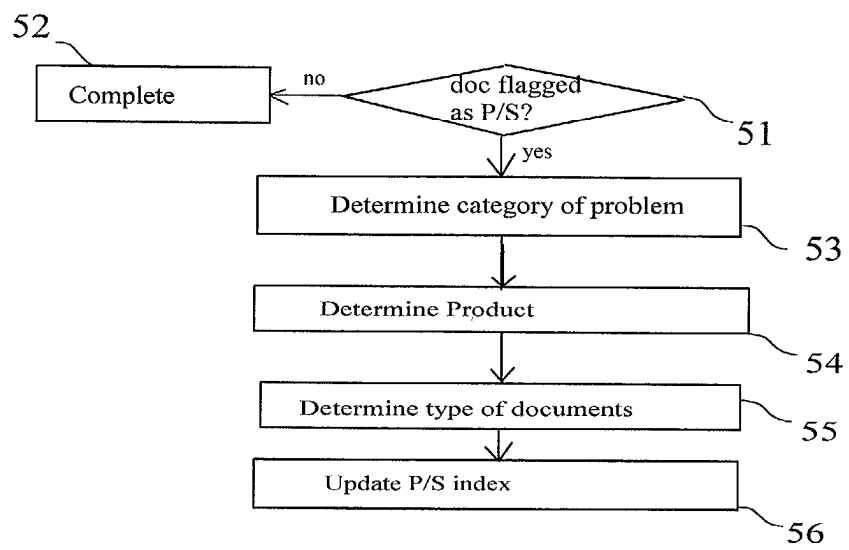 52
Complete
no
doc flagged
as P/S?
51
yes
Determine category of problem
53
Determine Product
54
Determine type of documents
55
Update P/S index
56